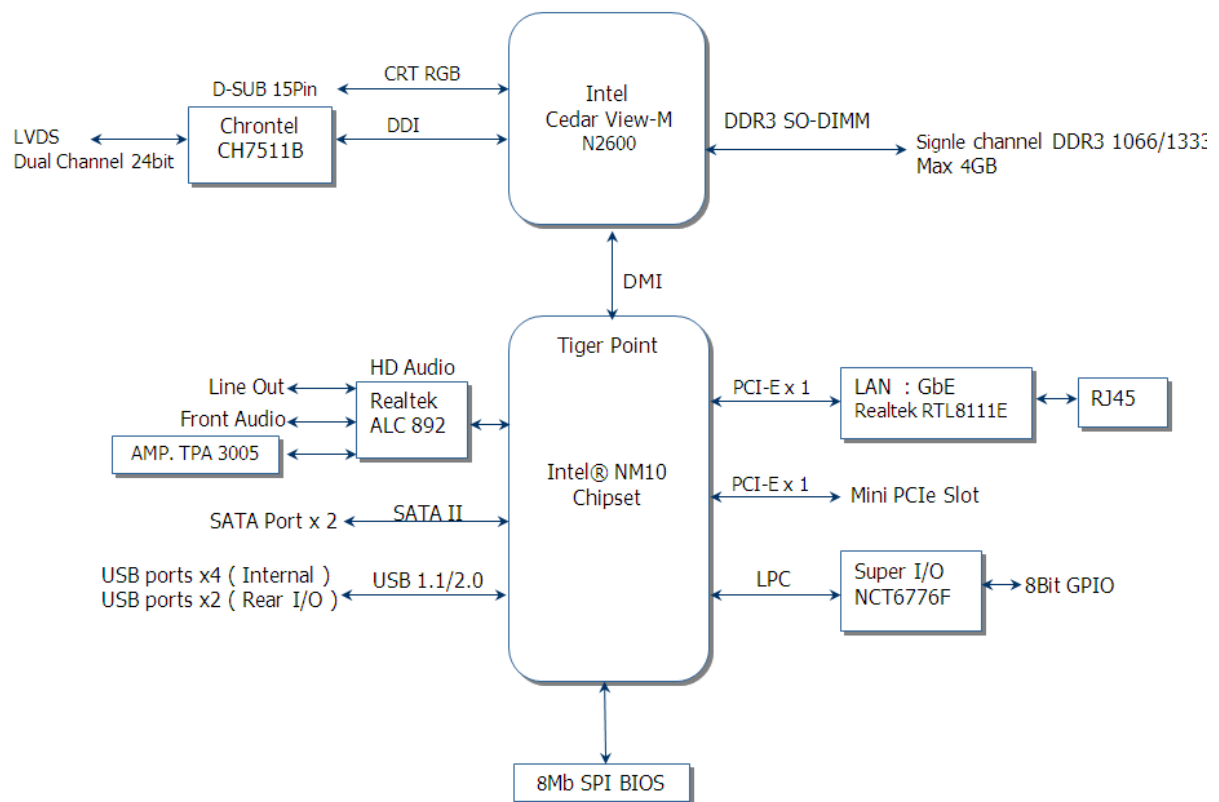 CRT RGB
D-SUB 15Pin
Chrontel
CH7511B
DDI
LVDS
Dual Channel 24bit
Intel
Cedar View-M
N2600
DDR3 SO-DIMM
Signle channel DDR3 1066/1333
Max 4GB
DMI
Tiger Point
Intel® NM10
Chipset
HD Audio
Line Out
Front Audio
AMP. TPA 3005
Realtek
ALC 892
SATA Port x 2
SATA II
USB ports x4 ( Internal )
USB ports x2 ( Rear I/O )
USB 1.1/2.0
PCI-E x 1
LAN : GbE
Realtek RTL8111E
RJ45
PCI-E x 1
Mini PCIe Slot
LPC
Super I/O
NCT6776F
8Bit GPIO
8Mb SPI BIOS